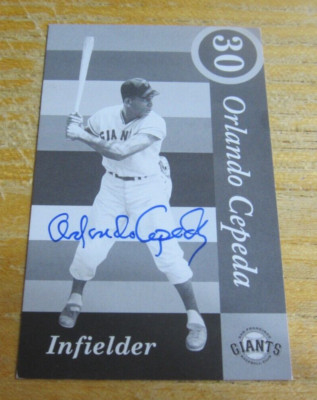 30
Orlando Cepeda
GIANTS
Orlando Cepeda
Infielder
SAN FRANCISCO
GIANTS